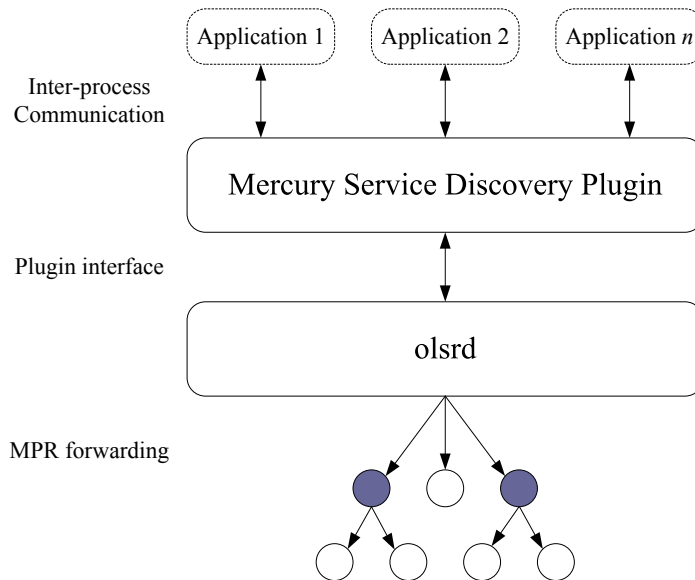 Application 1
Application 2
Application n
Inter-process
Communication
Mercury Service Discovery Plugin
Plugin interface
olsrd
MPR forwarding